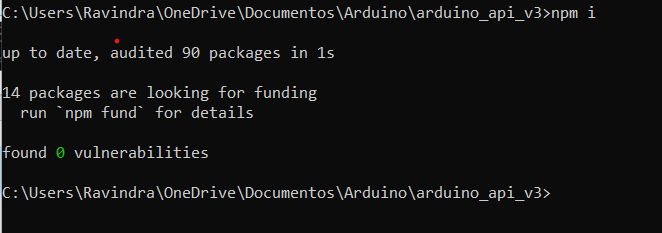 C:\Users\Ravindra\OneDrive\Documentos\Arduino\arduino_api_v3>npm i
up to date, audited 90 packages in 1s
14 packages are looking for funding
  run `npm fund` for details
found 0 vulnerabilities
C:\Users\Ravindra\OneDrive\Documentos\Arduino\arduino_api_v3>